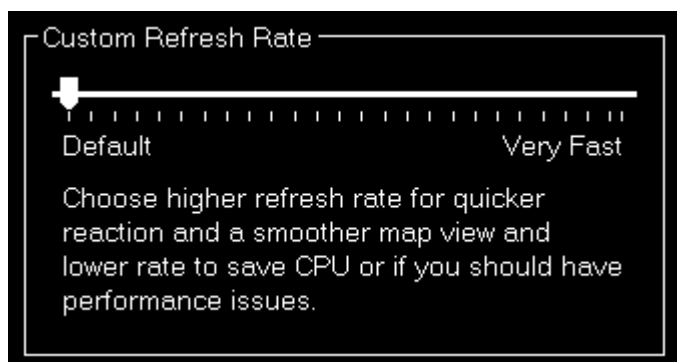 Custom Refresh Rate
Default
Very Fast
Choose higher refresh rate for quicker
reaction and a smoother map view and
lower rate to save CPU or if you should have
performance issues.